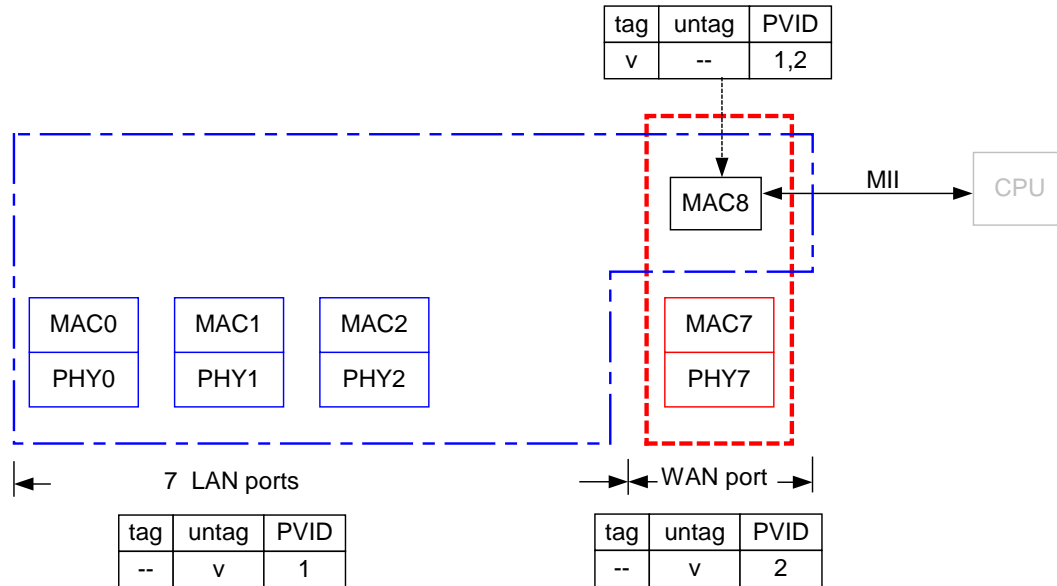 tag untag PVID
v -- 1,2
MAC8
MII
CPU
MAC0 MAC1 MAC2 MAC7
PHY0 PHY1 PHY2 PHY7
7 LAN ports
WAN port
tag untag PVID
-- v 1
tag untag PVID
-- v 2